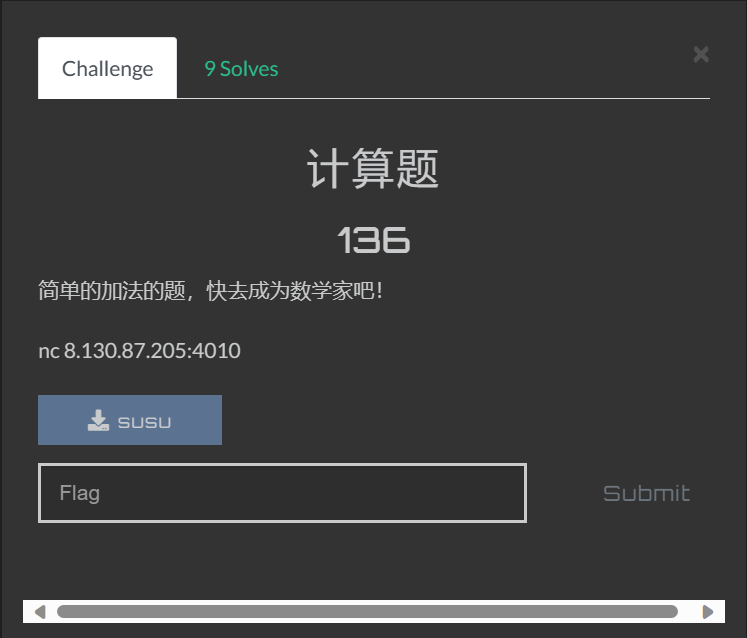 Challenge
9 Solves
×
计算题
136
简单的加法的题，快去成为数学家吧！
nc 8.130.87.205:4010
susu
Flag
Submit